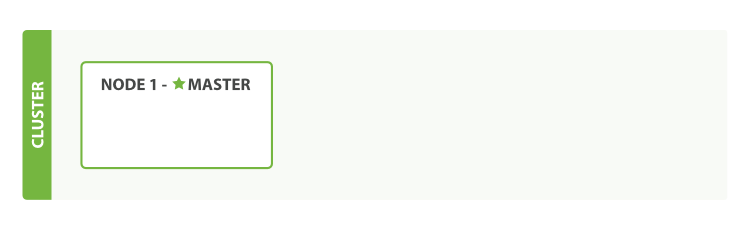 CLUSTER
NODE 1 - ★ MASTER